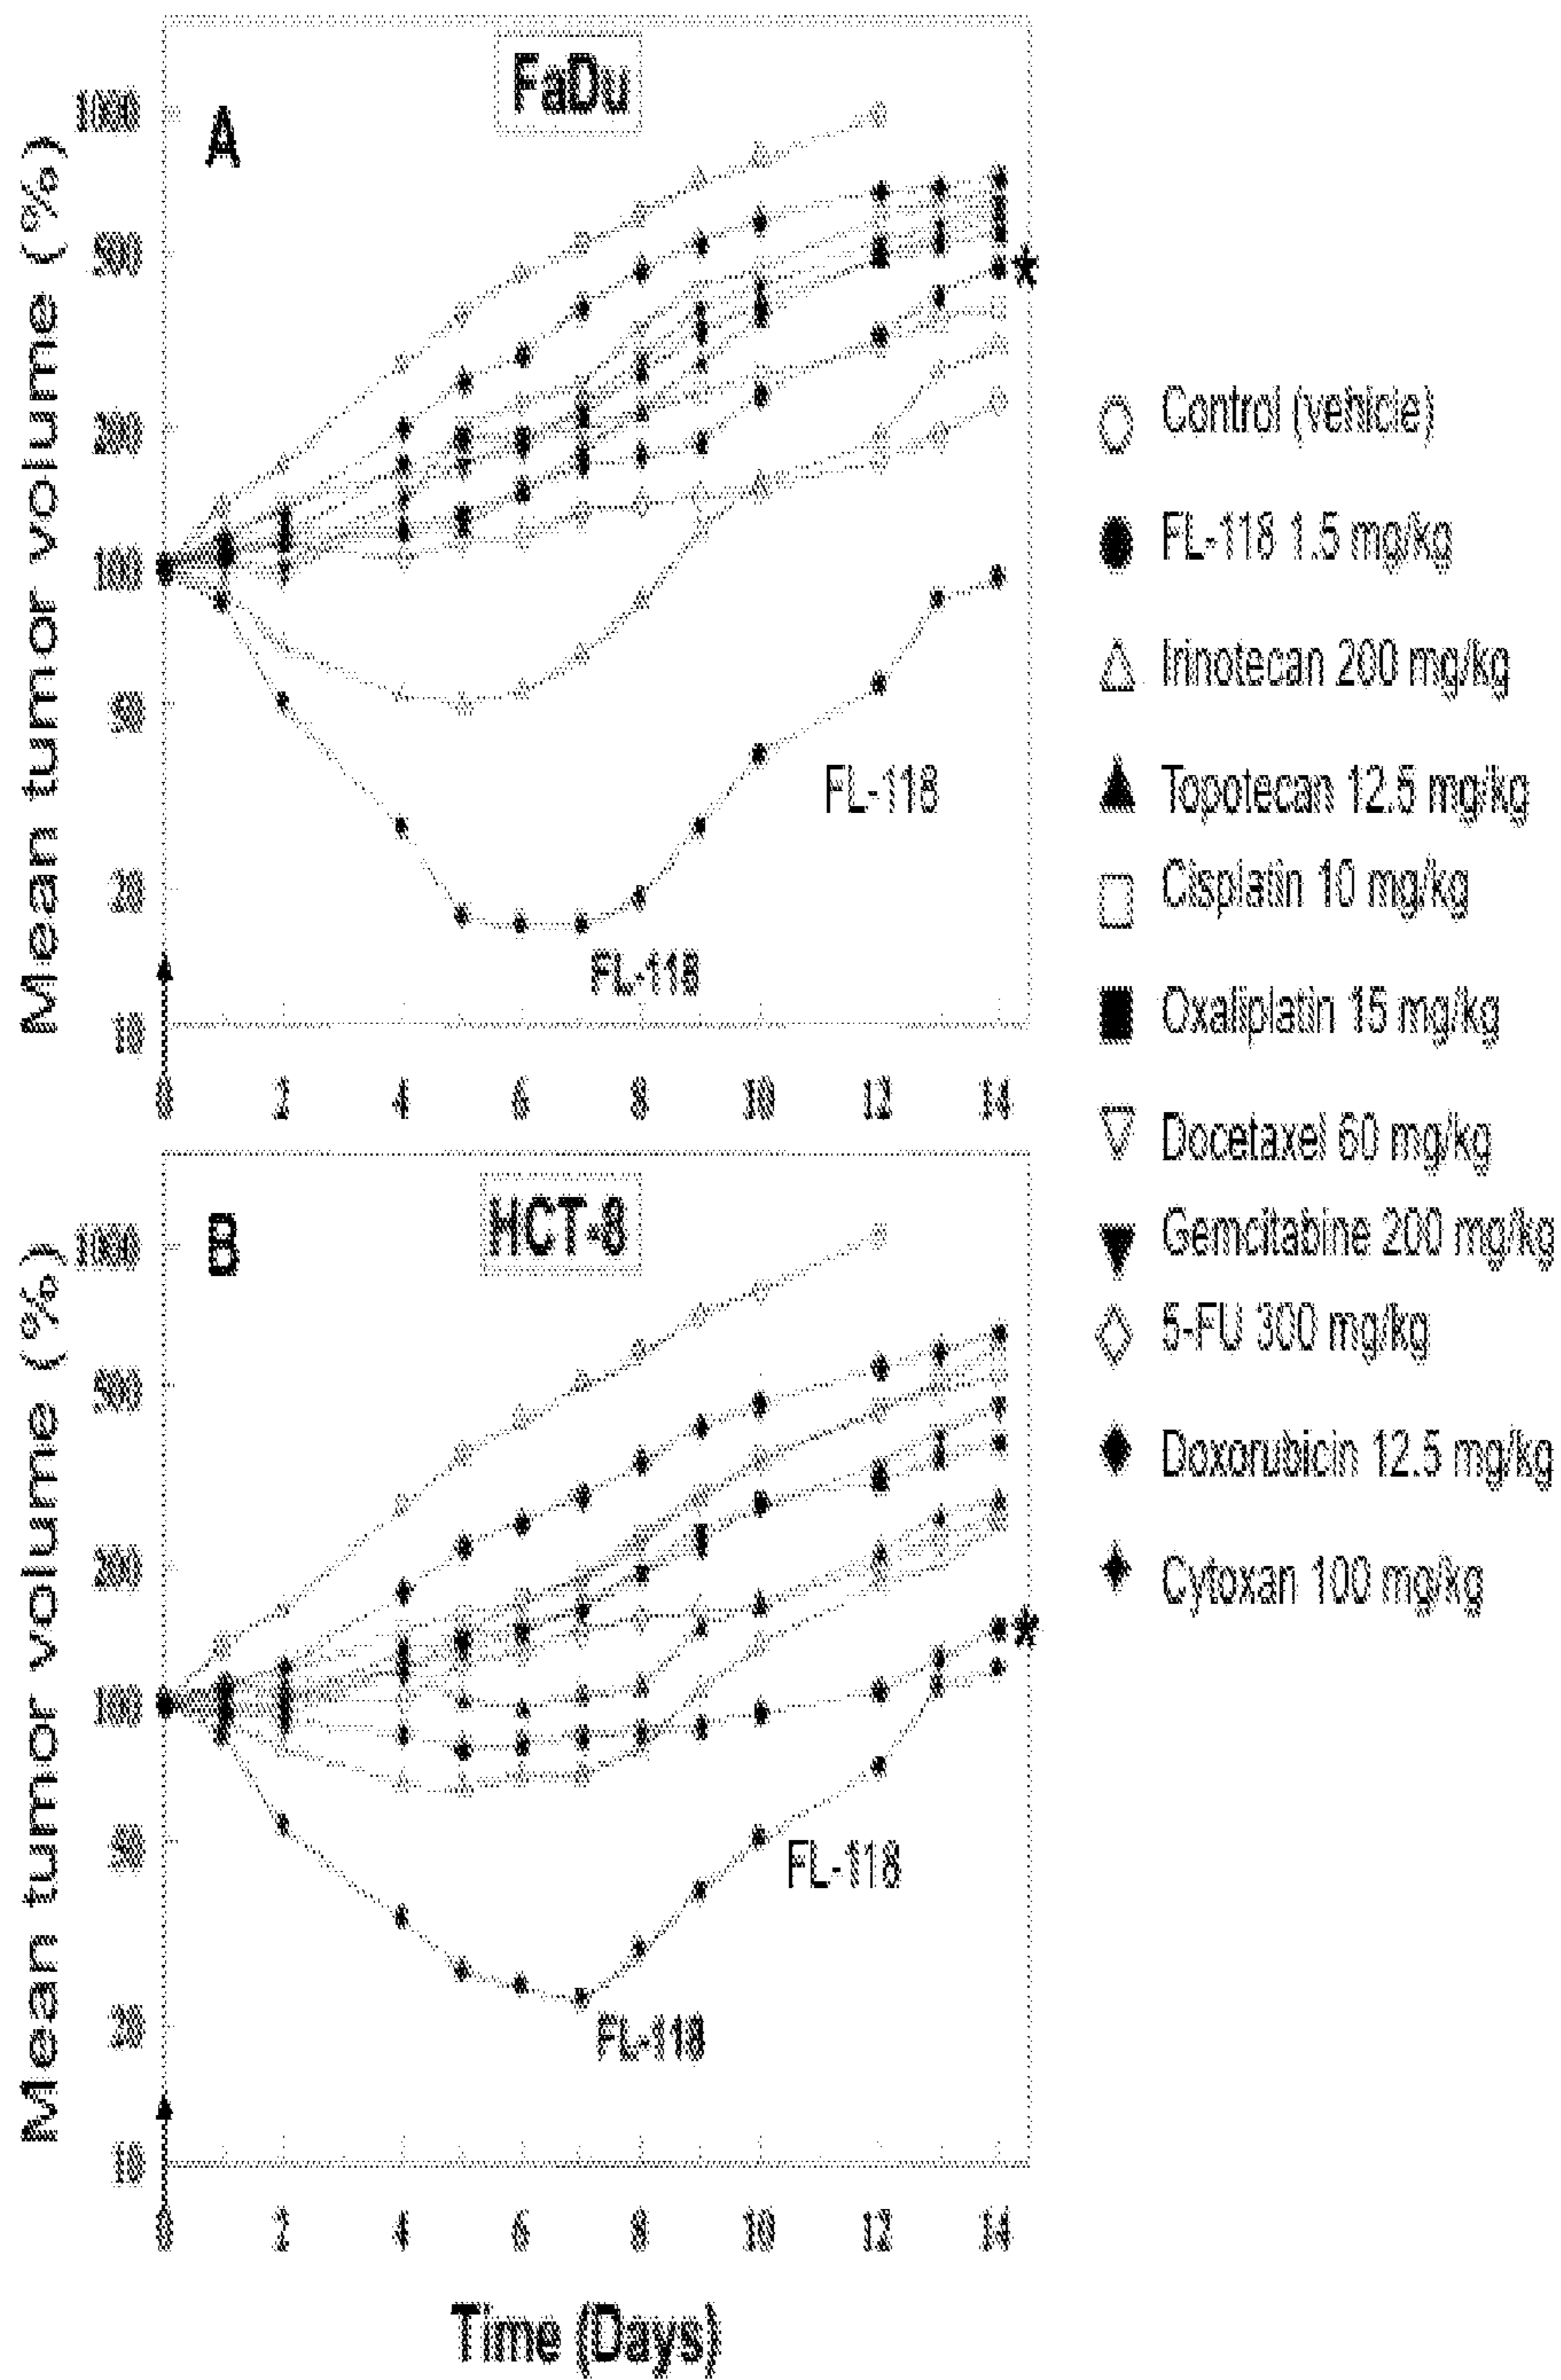 FaDu
A
Mean tumor volume (%)
1000
500
200
100
50
20
10
FL-118
FL-118
0 2 4 6 8 10 12 14
*
HCT-8
B
Mean tumor volume (%)
1000
500
200
100
50
20
10
FL-118
FL-118
*
0 2 4 6 8 10 12 14
Time (Days)
Control (vehicle)
FL-118 1.5 mg/kg
Irinotecan 200 mg/kg
Topotecan 12.5 mg/kg
Cisplatin 10 mg/kg
Oxaliplatin 15 mg/kg
Docetaxel 60 mg/kg
Gemcitabine 200 mg/kg
5-FU 300 mg/kg
Doxorubicin 12.5 mg/kg
Cytoxan 100 mg/kg